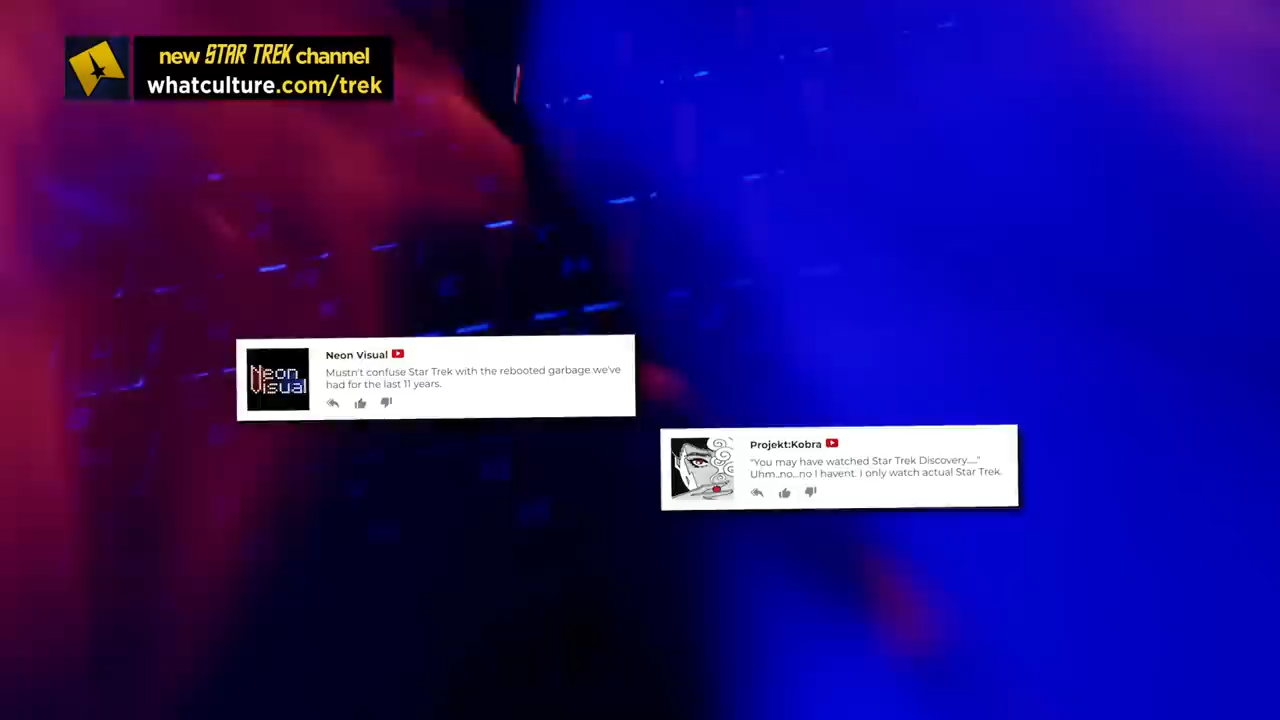 new STAR TREK channel
whatculture.com/trek
Neon Visual
Neon
Visual
Mustn't confuse Star Trek with the rebooted garbage we've
had for the last 11 years.
Projekt:Kobra
"You may have watched Star Trek Discovery....."
Uhm..no...no I havent. I only watch actual Star Trek.